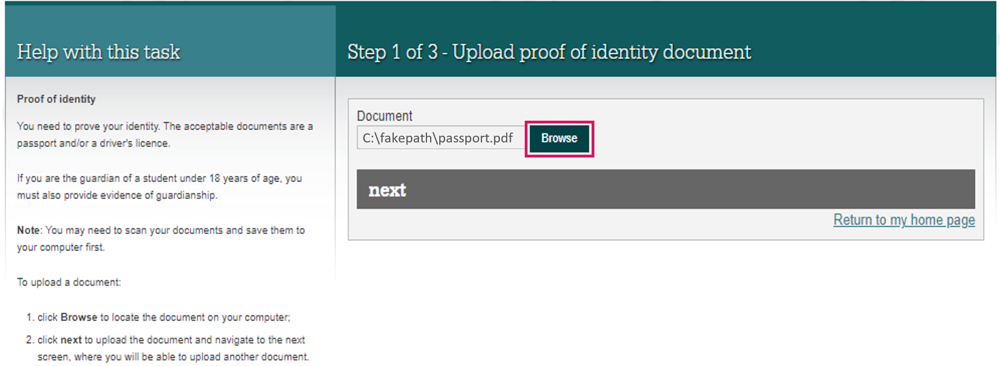 Help with this task
Step 1 of 3 - Upload proof of identity document
Proof of identity
You need to prove your identity. The acceptable documents are a
passport and/or a driver's licence.
If you are the guardian of a student under 18 years of age, you
must also provide evidence of guardianship.
Note: You may need to scan your documents and save them to
your computer first.
To upload a document:
1. click Browse to locate the document on your computer;
2. click next to upload the document and navigate to the next
screen, where you will be able to upload another document.
Document
C:\fakepath\passport.pdf
Browse
next
Return to my home page